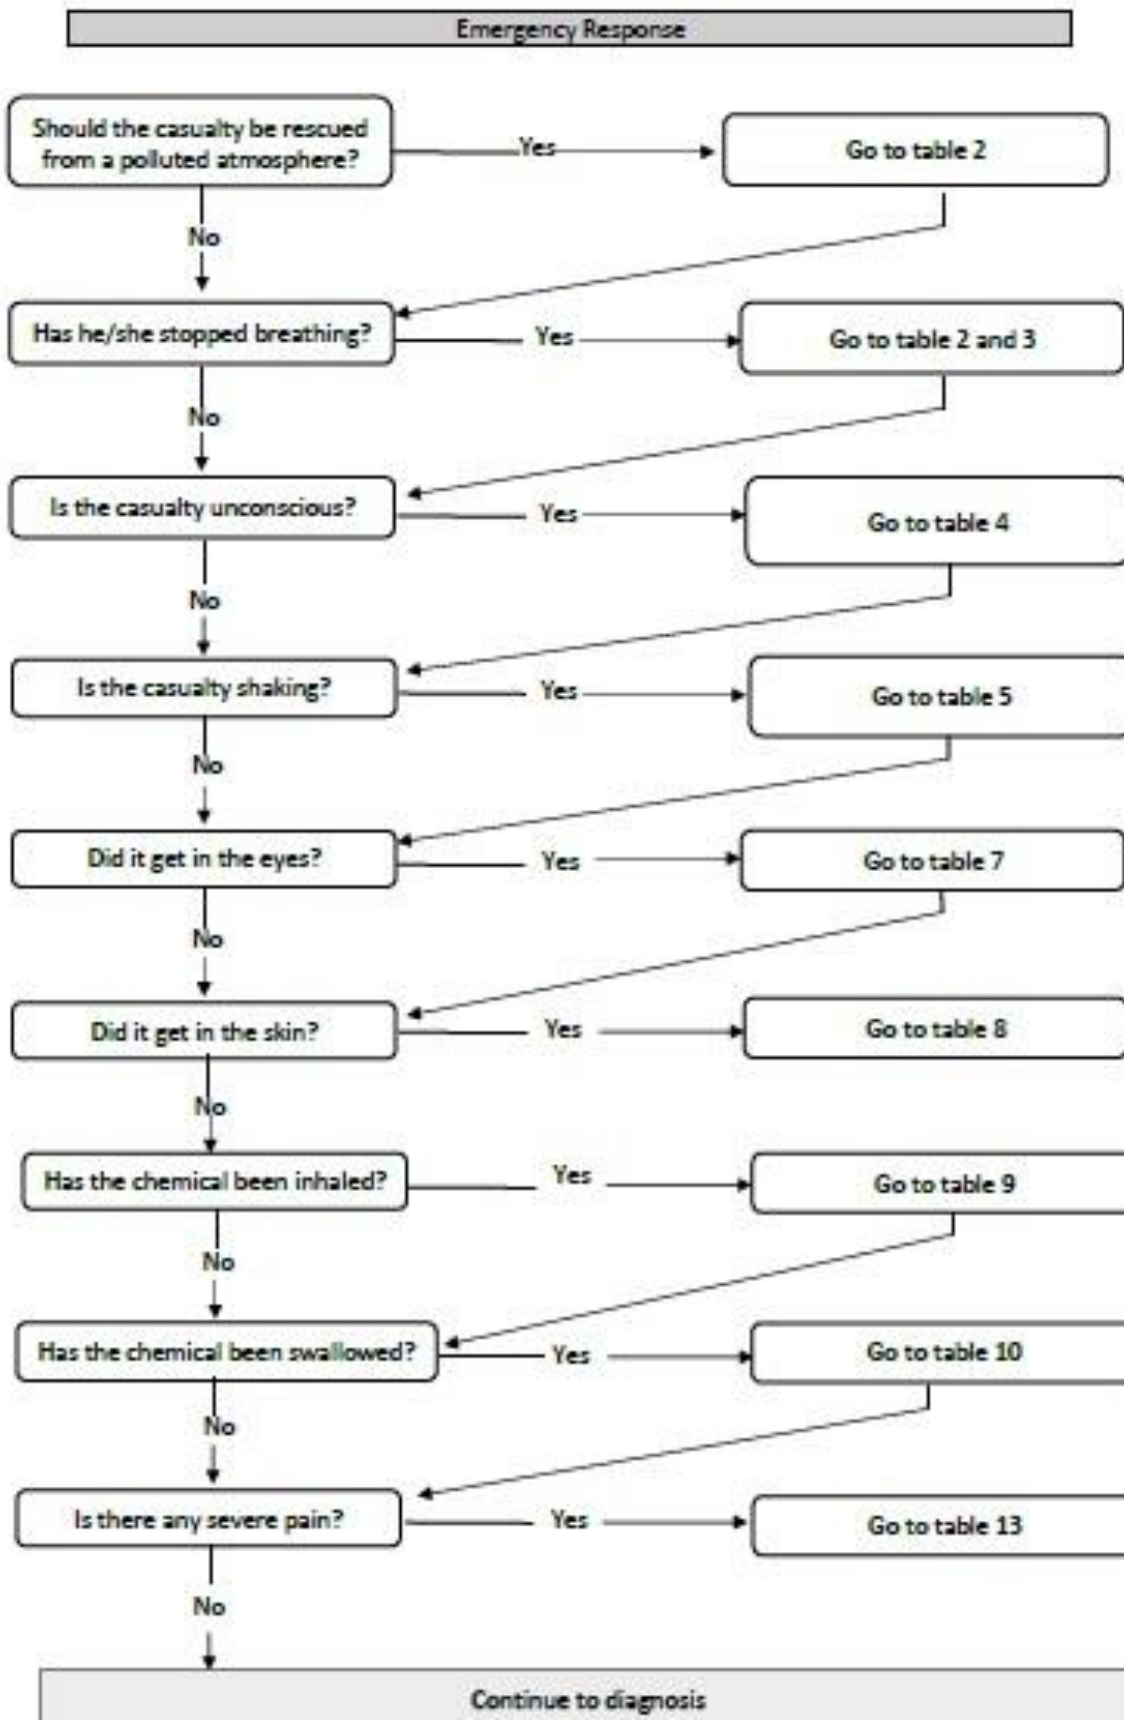 Emergency Response
Should the casualty be rescued
from a polluted atmosphere?
Yes
Go to table 2
No
Has he/she stopped breathing?
Yes
Go to table 2 and 3
No
Is the casualty unconscious?
Yes
Go to table 4
No
Is the casualty shaking?
Yes
Go to table 5
No
Did it get in the eyes?
Yes
Go to table 7
No
Did it get in the skin?
Yes
Go to table 8
No
Has the chemical been inhaled?
Yes
Go to table 9
No
Has the chemical been swallowed?
Yes
Go to table 10
No
Is there any severe pain?
Yes
Go to table 13
No
Continue to diagnosis